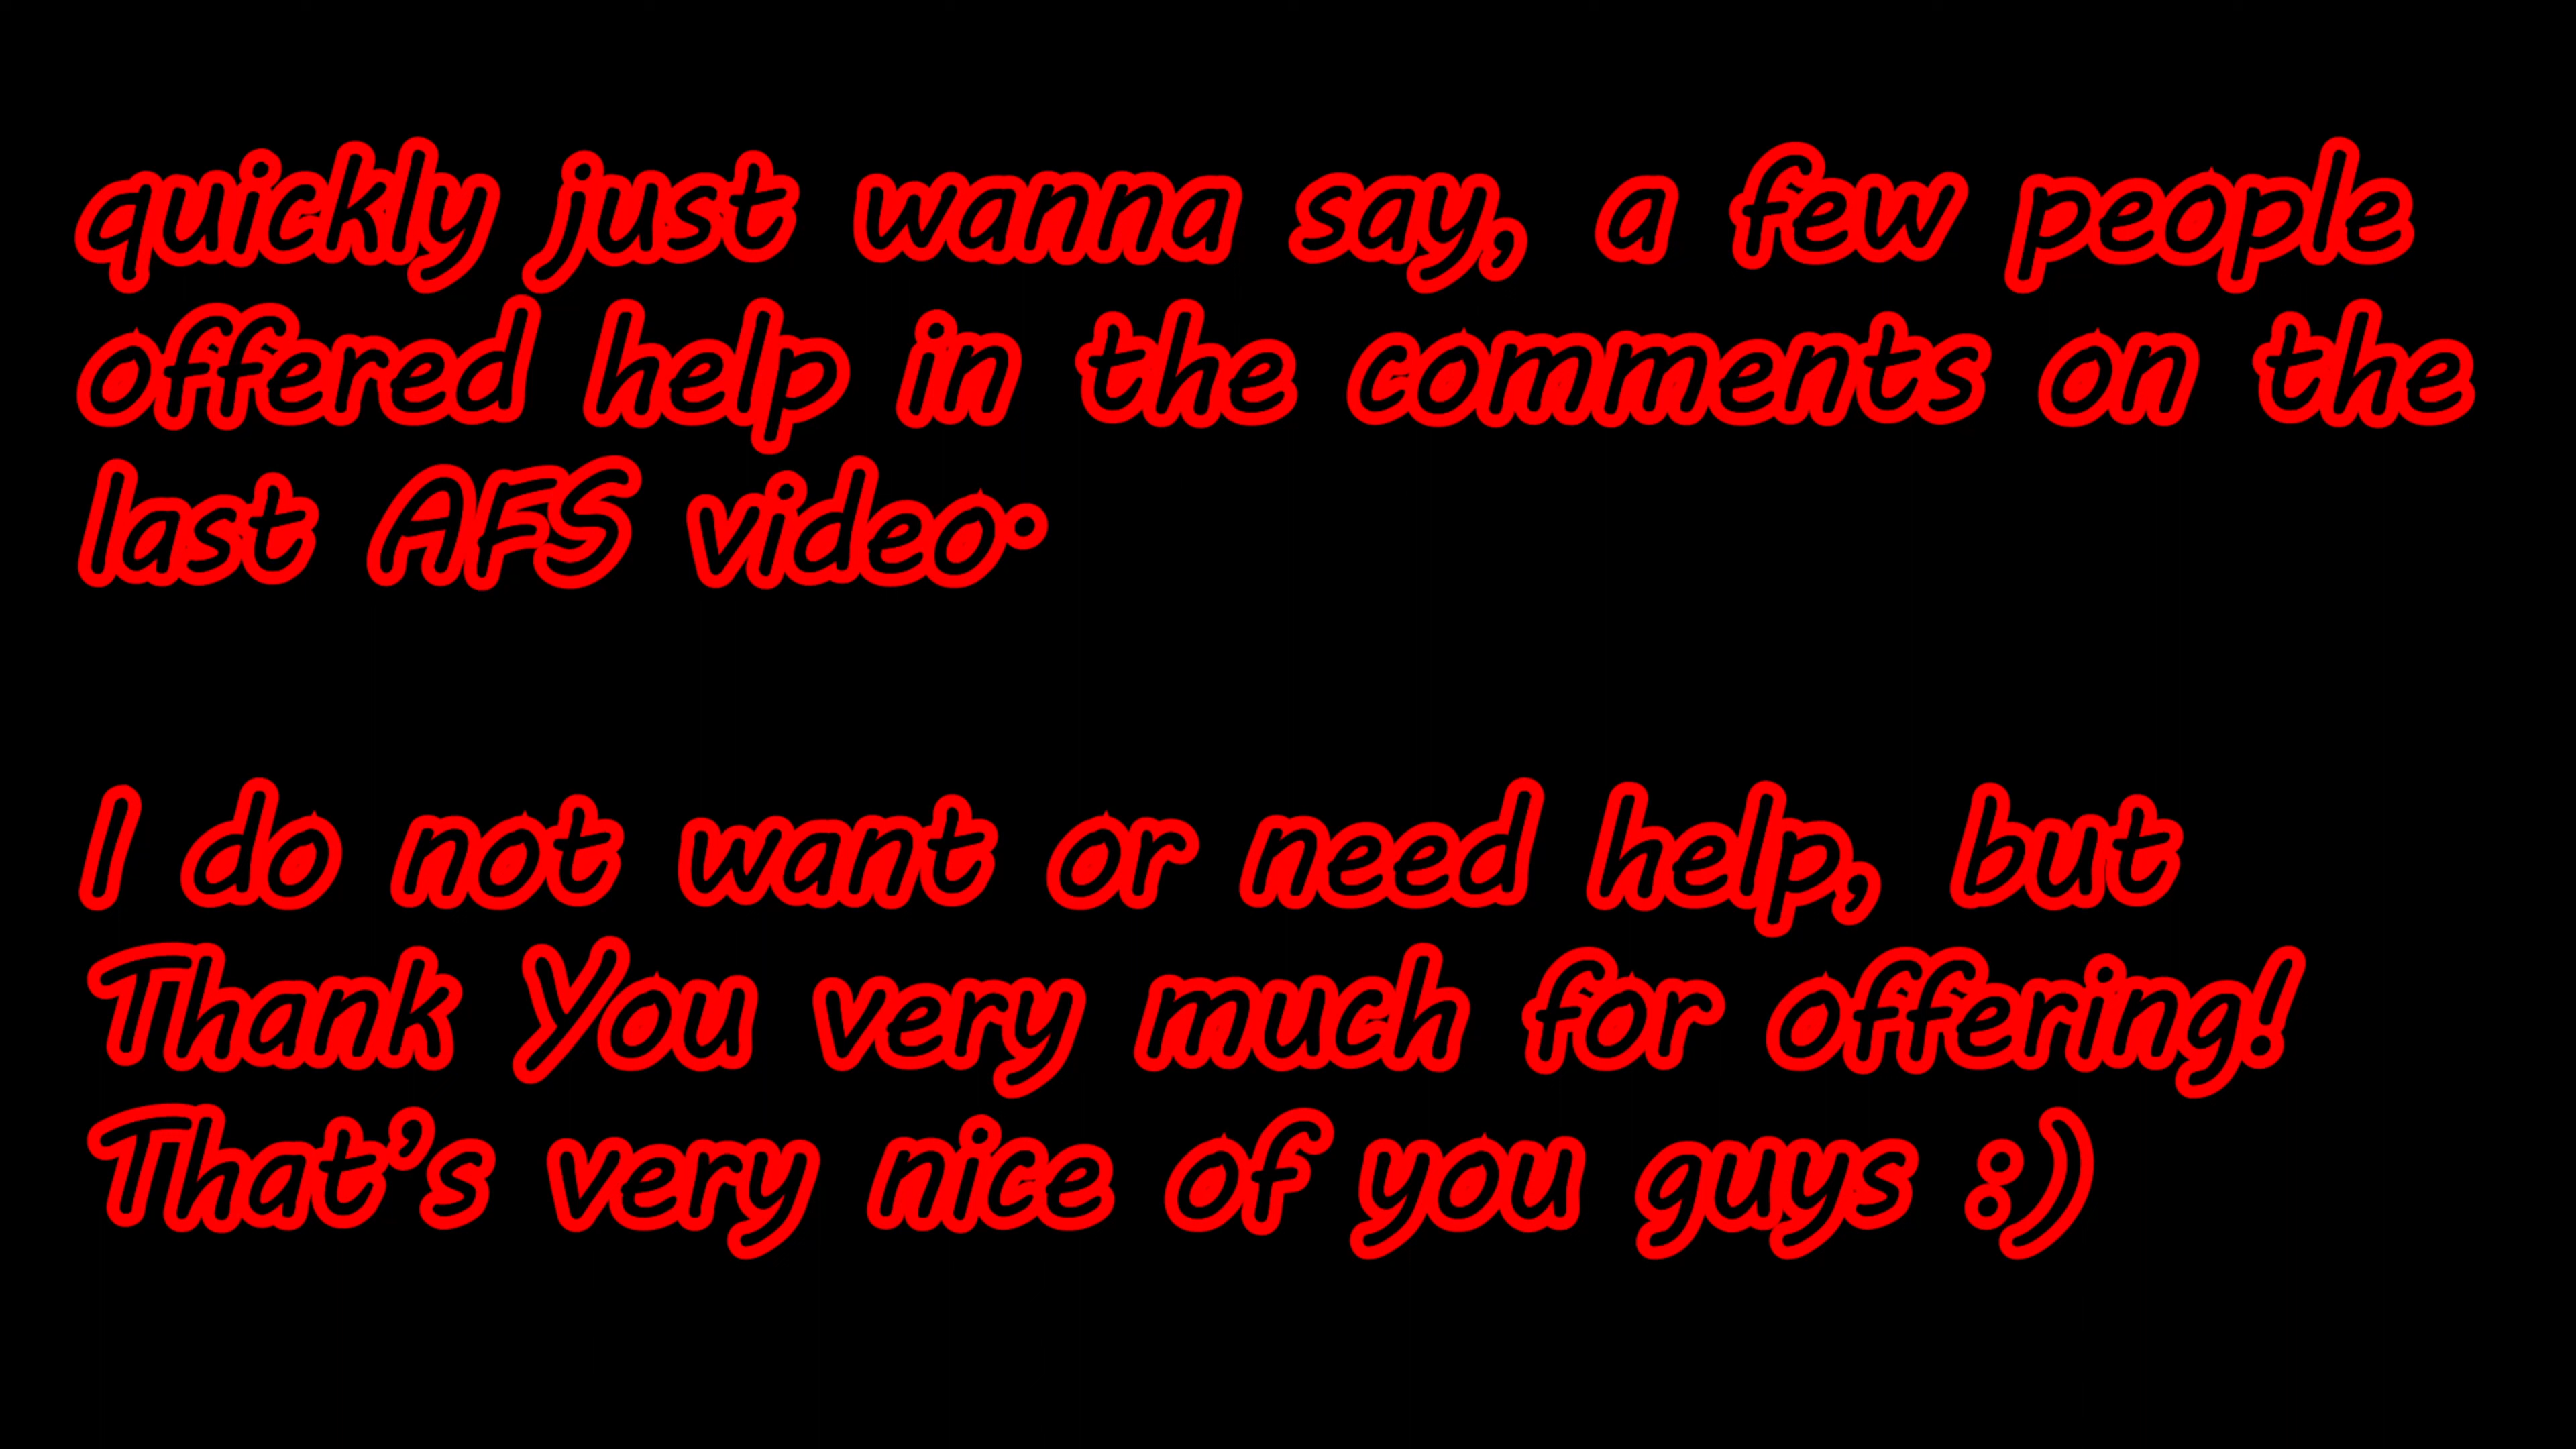 quickly just wanna say, a few people
offered help in the comments on the
last AFS video.
I do not want or need help, but
Thank You very much for offering!
That's very nice of you guys :)